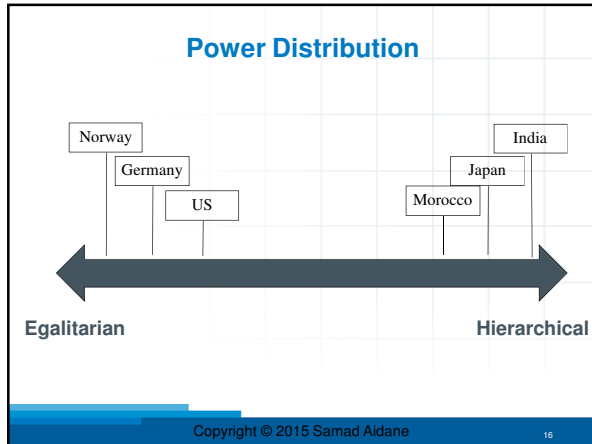 Power Distribution
Norway
India
Germany
Japan
US
Morocco
Egalitarian
Hierarchical
Copyright © 2015 Samad Aidane
16